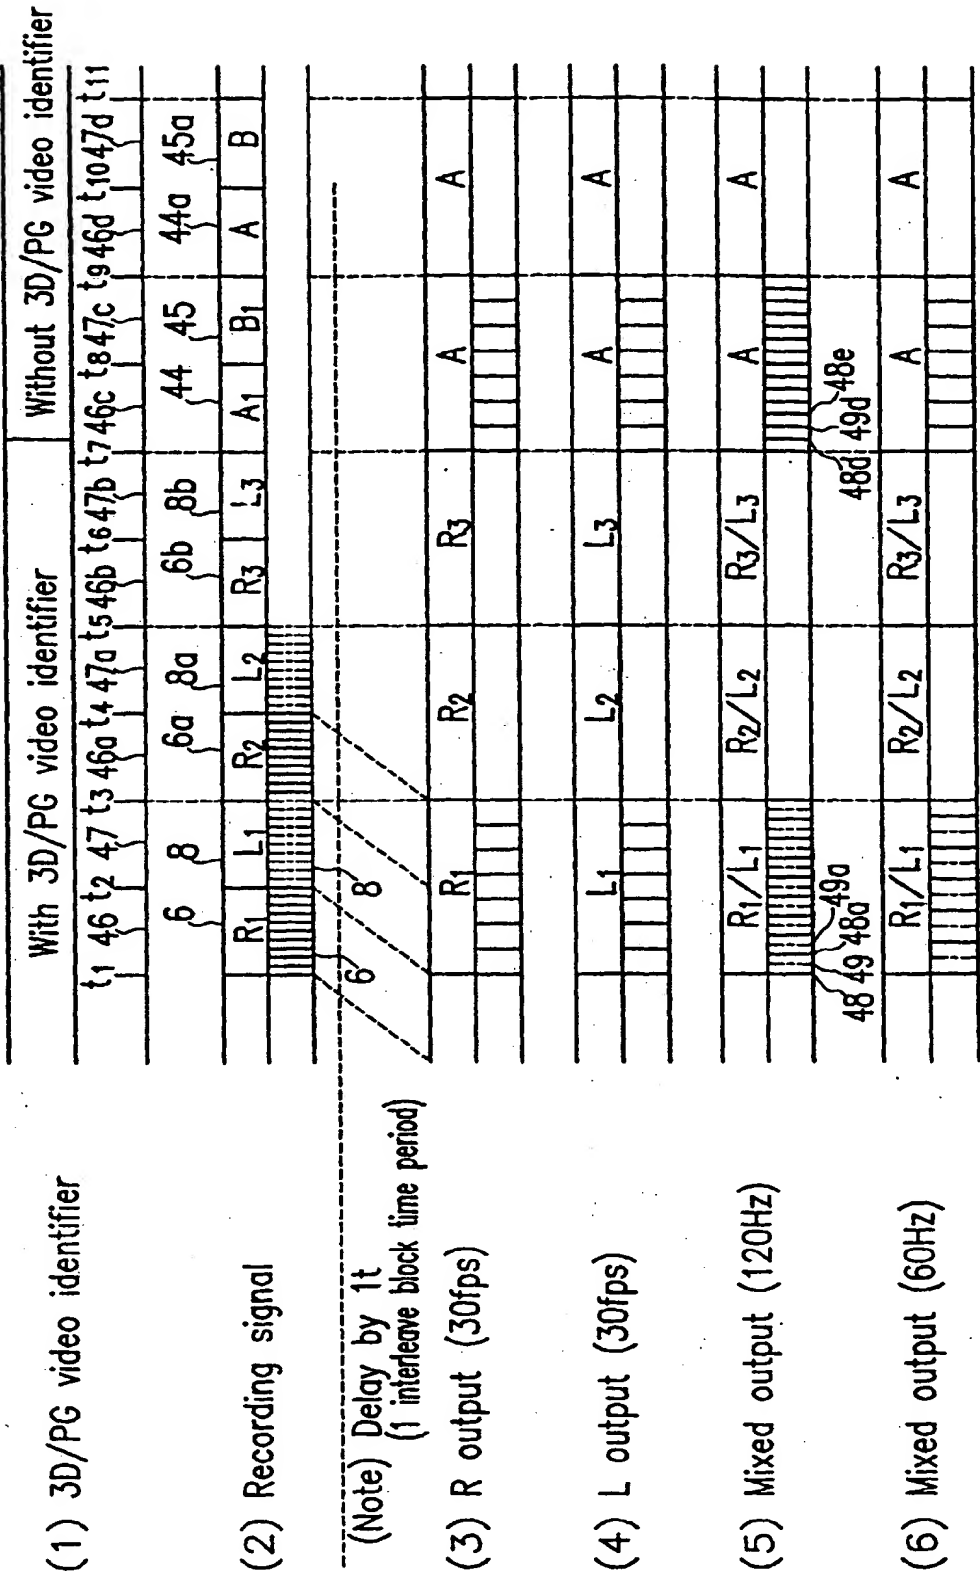 With 3D/PG video identifier Without 3D/PG video identifier
(1) 3D/PG video identifier t1 46 t2 47 t3 46a t4 47a t5 46b t6 47b t7 46c t8 47c t9 46d t10 47d t11
6 8 6a 8a 6b 8b 44 45 44a 45a
(2) Recording signal R1 L1 R2 L2 R3 L3 A1 B1 A B
6 8
(Note) Delay by 1t
(1 interleave block time period)
(3) R output (30fps) R1 R2 R3 A A
(4) L output (30fps) L1 L2 L3 A A
(5) Mixed output (120Hz) R1/L1 R2/L2 R3/L3 A A
48 49 48a 49a 48d 49d 48e
(6) Mixed output (60Hz) R1/L1 R2/L2 R3/L3 A A